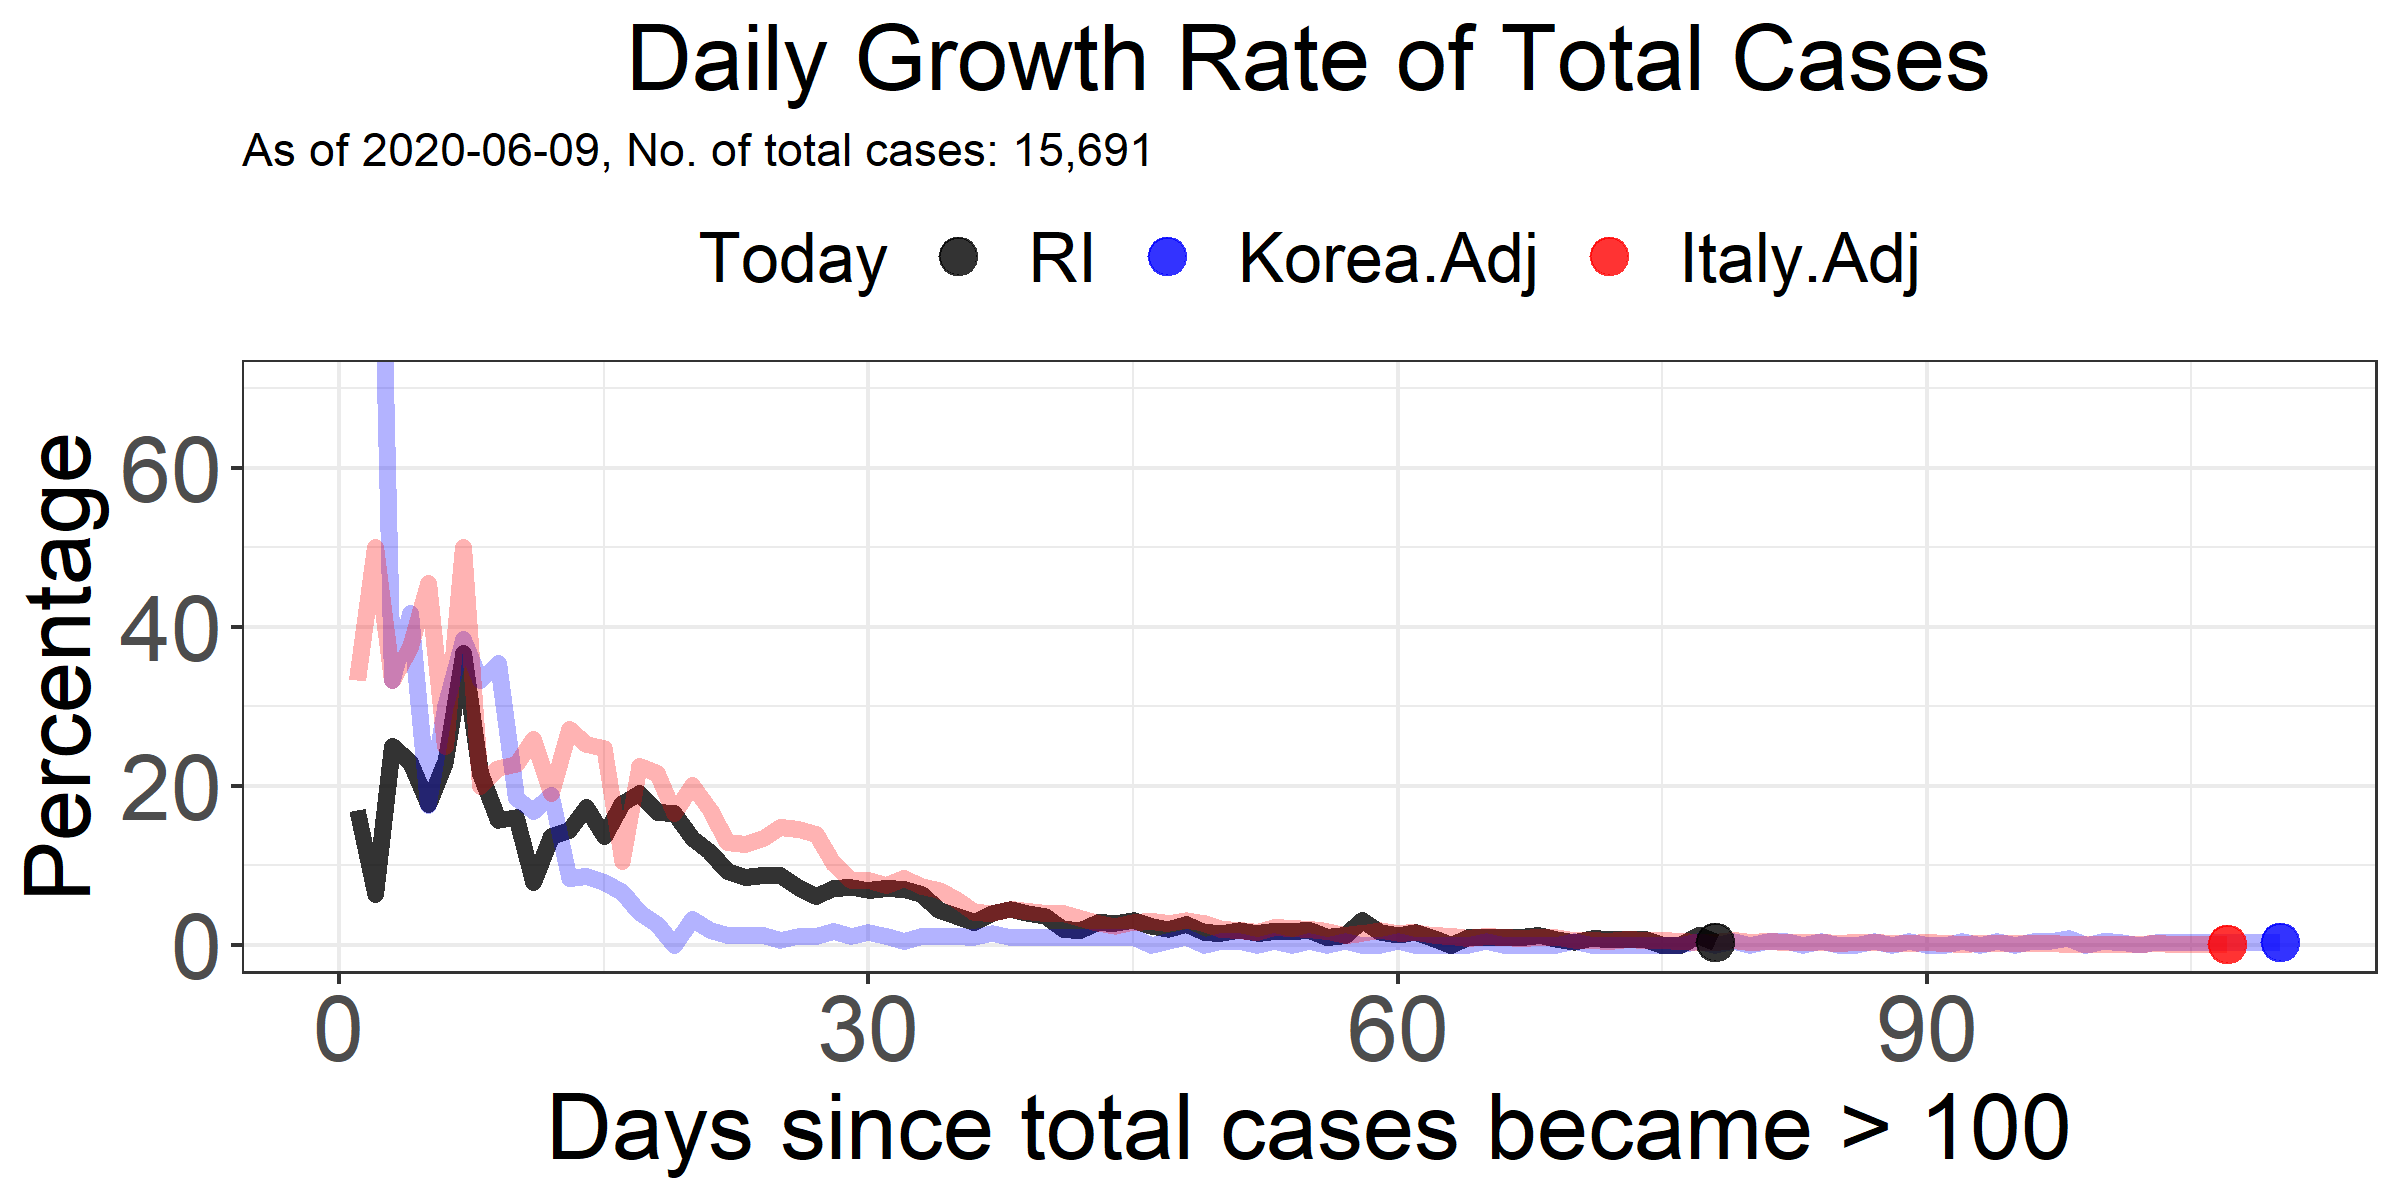 Daily Growth Rate of Total Cases
As of 2020-06-09, No. of total cases: 15,691
Today RI Korea.Adj Italy.Adj
Percentage
60
40
20
0
0 30 60 90
Days since total cases became > 100